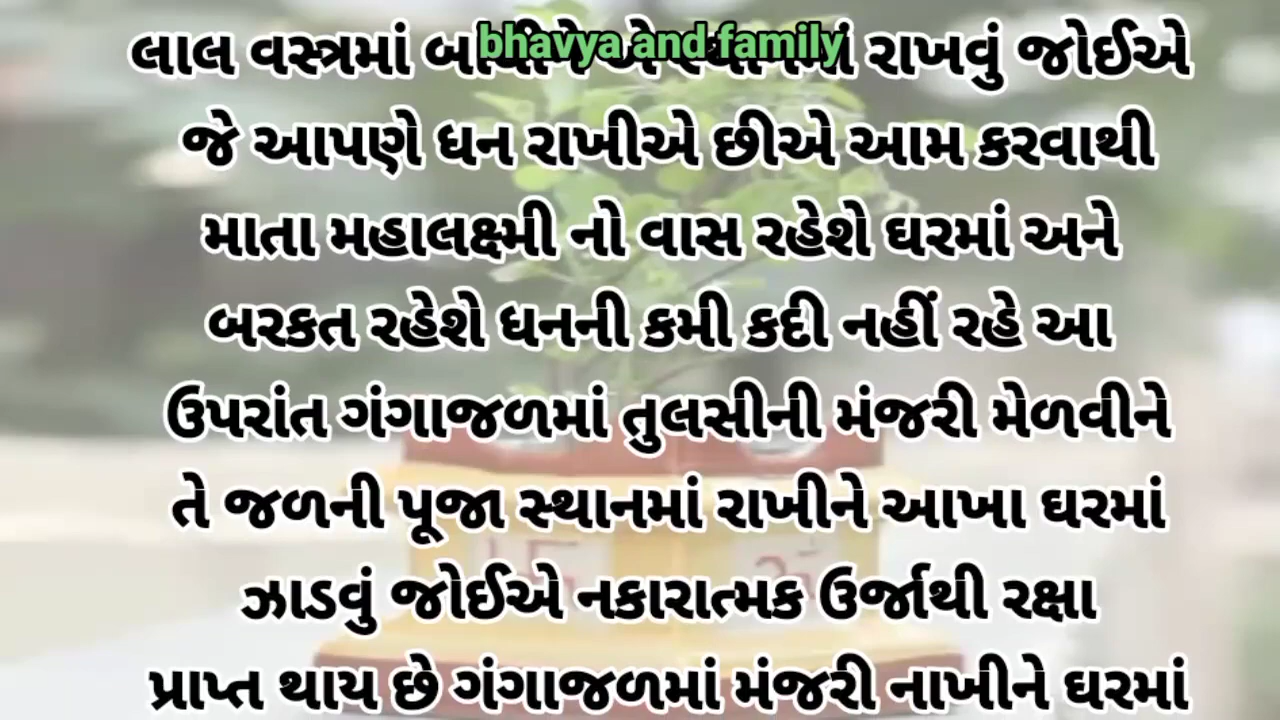 bhavya and family
લાલ વસ્ત્રમાં રાખવું જોઈએ
જે આપણે ધન રાખીએ છીએ આમ કરવાથી
માતા મહાલક્ષ્મી નો વાસ રહેશે ઘરમાં અને
બરકત રહેશે ધનની કમી કદી નહીં રહે આ
ઉપરાંત ગંગાજળમાં તુલસીની મંજરી મેળવીને
તે જળની પૂજા સ્થાનમાં રાખીને આખા ઘરમાં
ઝાડવું જોઈએ નકારાત્મક ઉર્જાથી રક્ષા
પ્રાપ્ત થાય છે ગંગાજળમાં મંજરી નાખીને ઘરમાં